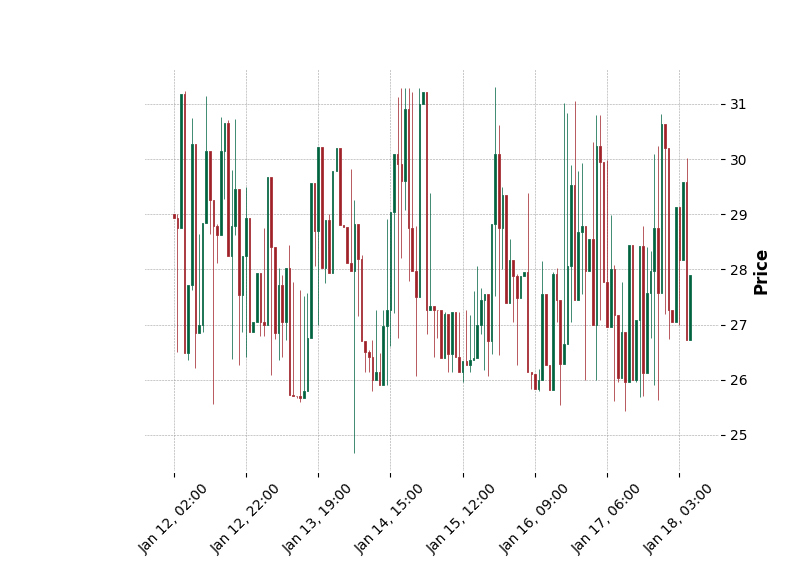 31
30
29
28
27
26
25
Price
Jan 12, 02:00
Jan 12, 22:00
Jan 13, 19:00
Jan 14, 15:00
Jan 15, 12:00
Jan 16, 09:00
Jan 17, 06:00
Jan 18, 03:00